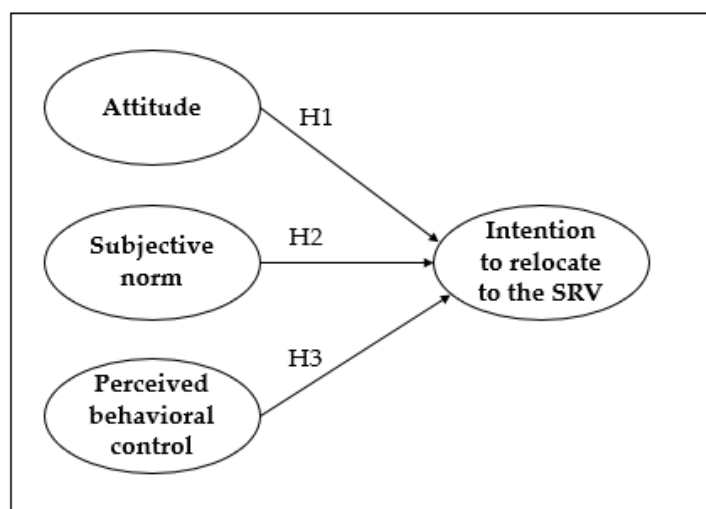 Attitude
H1
Subjective
norm
H2
Intention
to relocate
to the SRV
Perceived
behavioral
control
H3